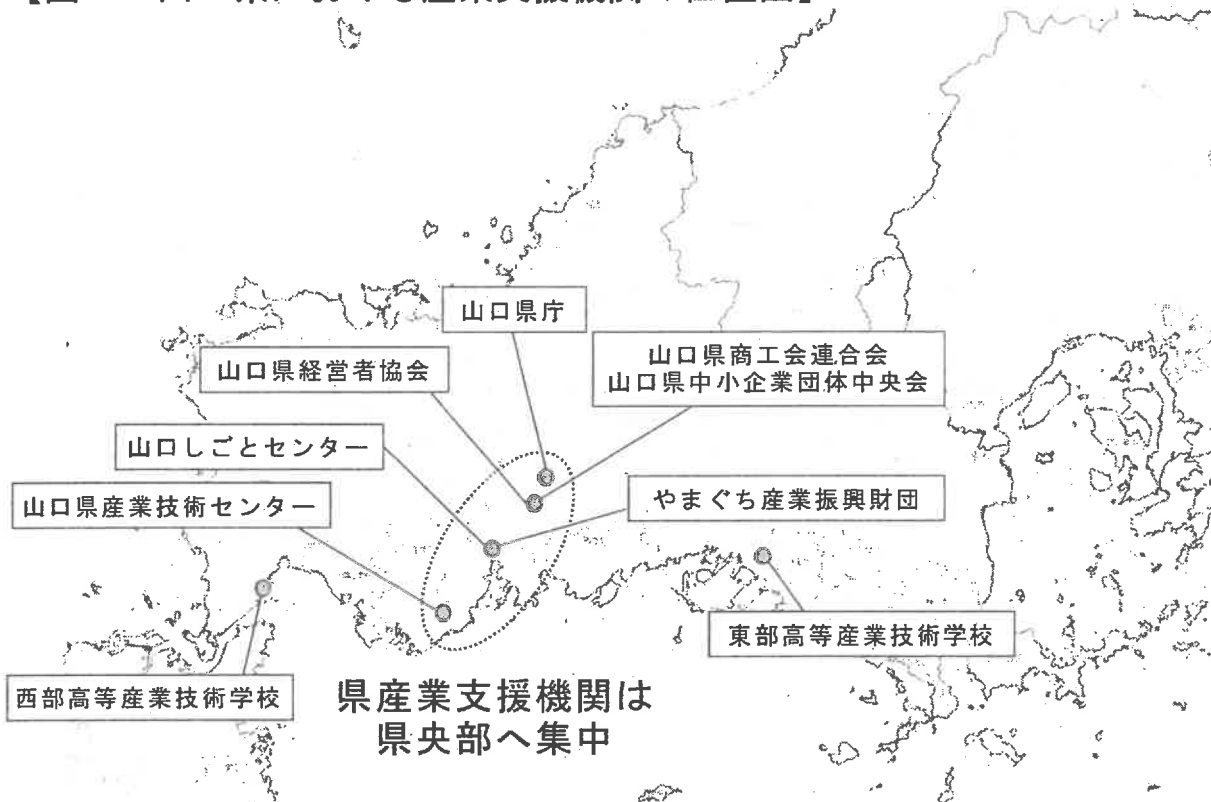 山口県庁
山口県商工会連合会
山口県中小企業団体中央会
山口県経営者協会
山口しごとセンター
山口県産業技術センター
やまぐち産業振興財団
東部高等産業技術学校
西部高等産業技術学校
県産業支援機関は
県央部へ集中